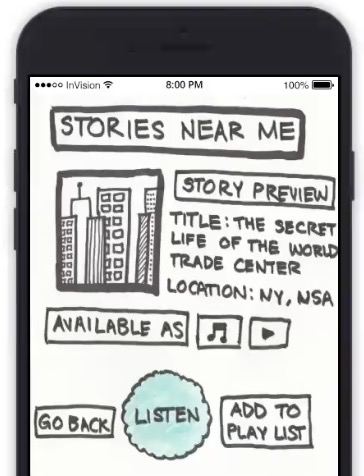 InVision 8:00 PM 100%
STORIES NEAR ME
STORY PREVIEW
TITLE: THE SECRET
LIFE OF THE WORLD
TRADE CENTER
LOCATION: NY, NSA
AVAILABLE AS
GO BACK
LISTEN
ADD TO
PLAY LIST